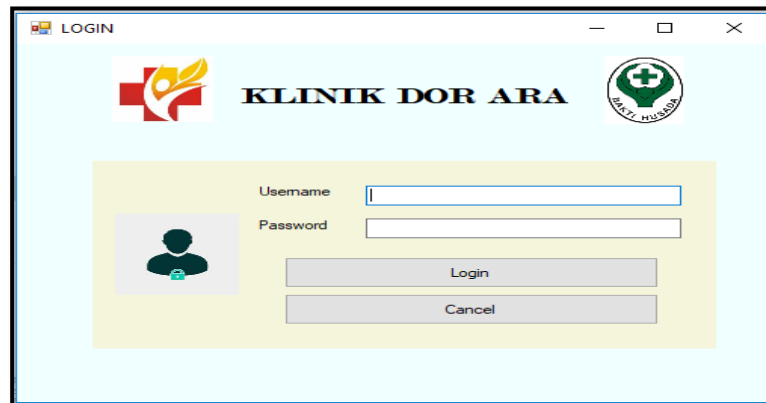 LOGIN
KLINIK DOR ARA
BAKTI HUSADA
Username
Password
Login
Cancel